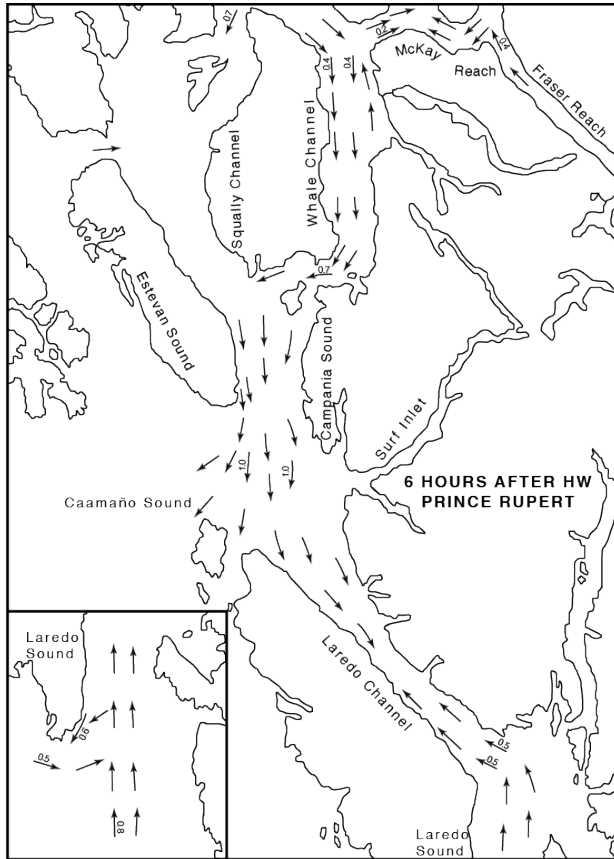 0.7
0.2
0.4
McKay
Reach
Fraser Reach
0.4
0.4
Squally Channel
Whale Channel
0.7
Estevan Sound
Campania Sound
Surf Inlet
1.0
1.0
6 HOURS AFTER HW
PRINCE RUPERT
Caamaño Sound
Laredo Channel
0.5
0.5
Laredo
Sound
Laredo
Sound
0.6
0.5
0.8